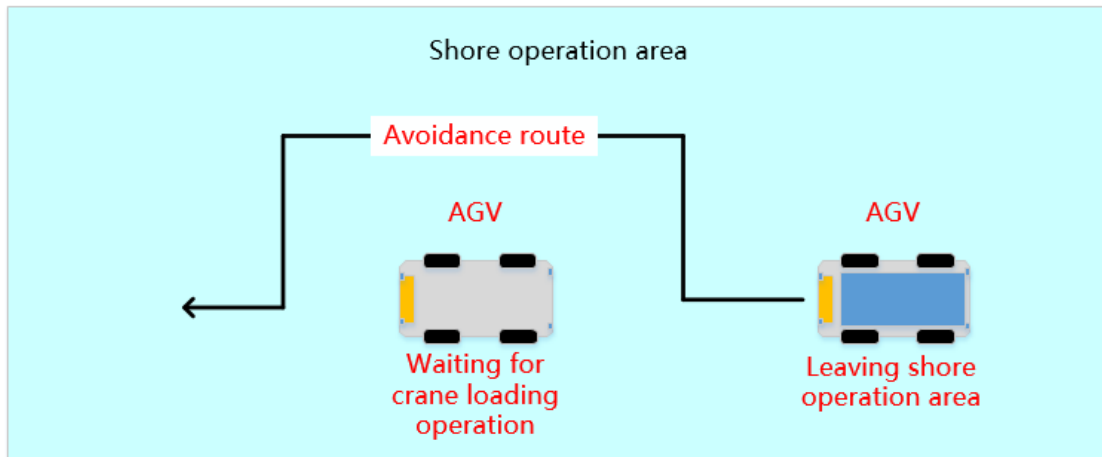 Shore operation area
Avoidance route
AGV
AGV
Waiting for
crane loading
operation
Leaving shore
operation area